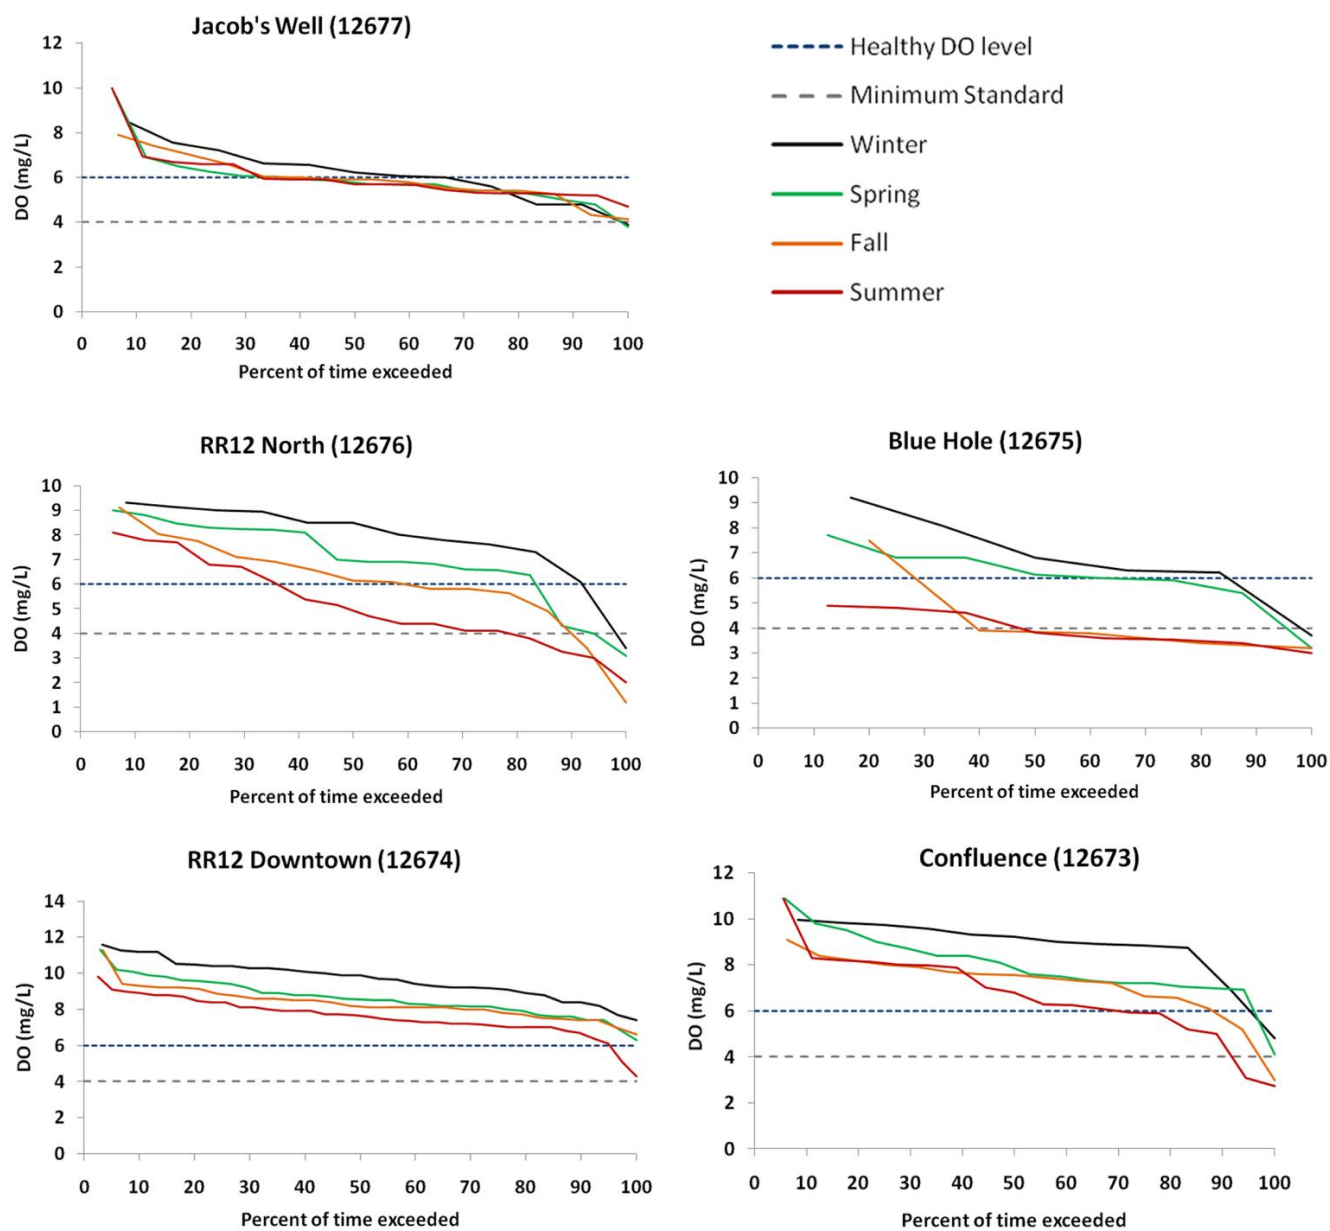 Jacob's Well (12677)
12
10
8
6
4
2
0
DO (mg/L)
0 10 20 30 40 50 60 70 80 90 100
Percent of time exceeded
Healthy DO level
Minimum Standard
Winter
Spring
Fall
Summer
RR12 North (12676)
10
9
8
7
6
5
4
3
2
1
0
DO (mg/L)
0 10 20 30 40 50 60 70 80 90 100
Percent of time exceeded
Blue Hole (12675)
10
9
8
7
6
5
4
3
2
1
0
DO (mg/L)
0 10 20 30 40 50 60 70 80 90 100
Percent of time exceeded
RR12 Downtown (12674)
14
12
10
8
6
4
2
0
DO (mg/L)
0 10 20 30 40 50 60 70 80 90 100
Percent of time exceeded
Confluence (12673)
12
10
8
6
4
2
0
DO (mg/L)
0 10 20 30 40 50 60 70 80 90 100
Percent of time exceeded